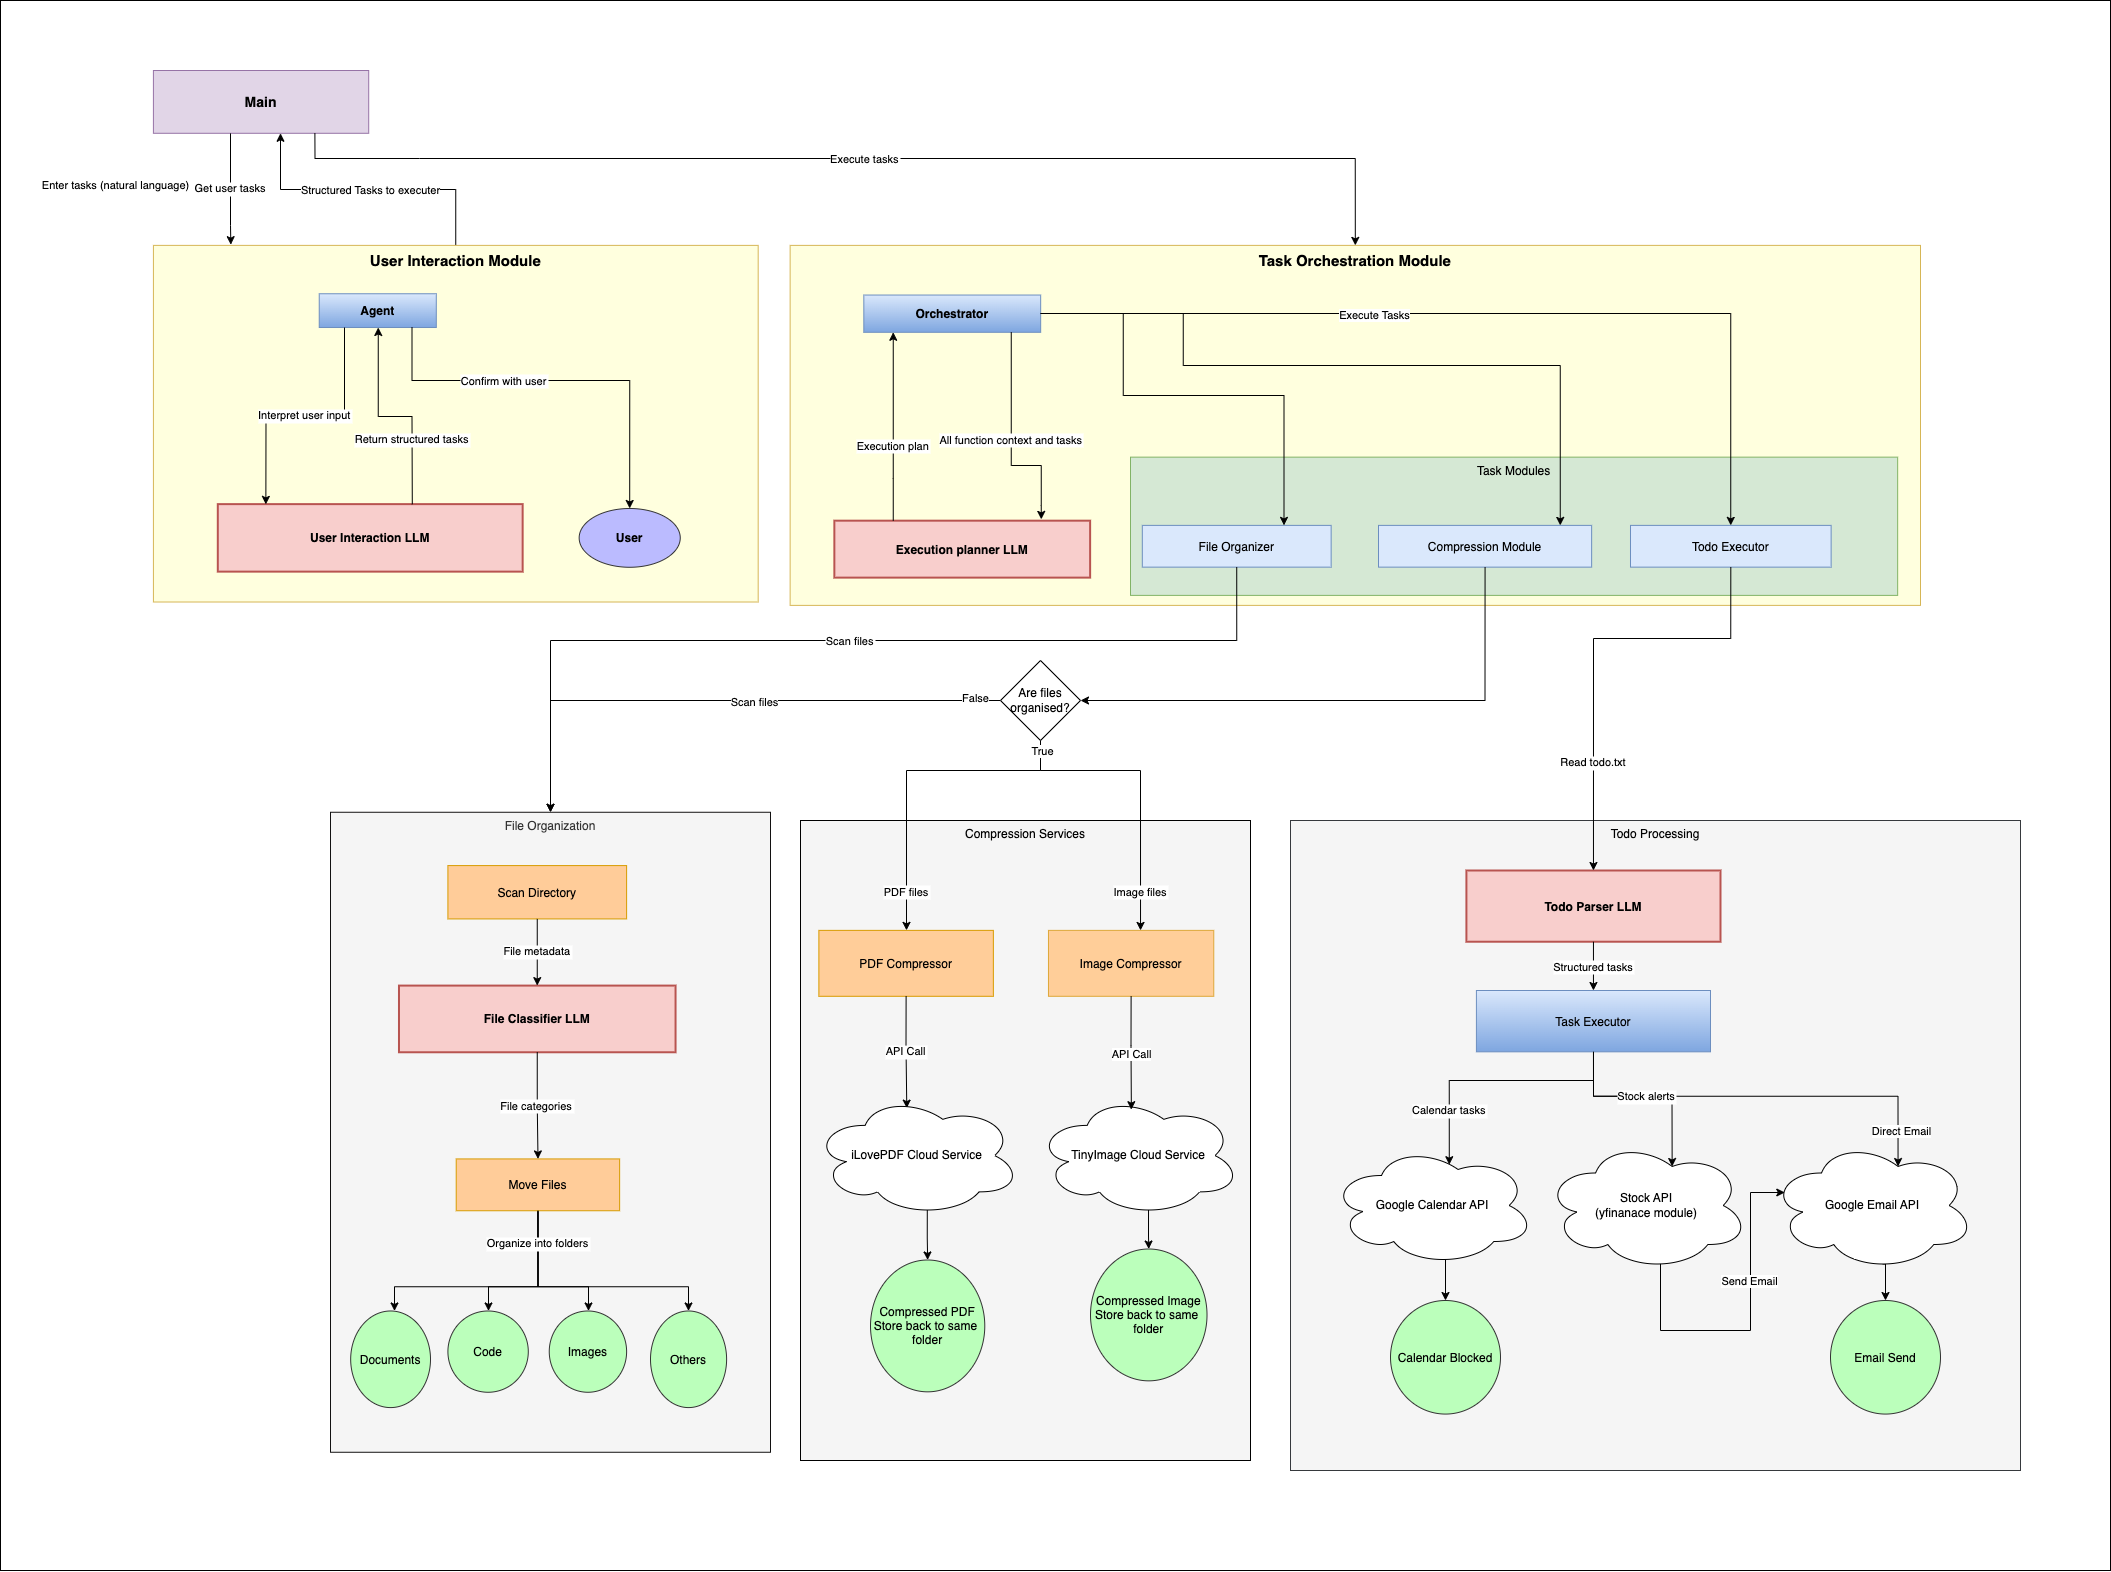 Main
Execute tasks
Enter tasks (natural language)
Get user tasks
Structured Tasks to executer
User Interaction Module
Agent
Confirm with user
Interpret user input
Return structured tasks
User Interaction LLM
User
Task Orchestration Module
Orchestrator
Execute Tasks
Execution plan
All function context and tasks
Task Modules
Execution planner LLM
File Organizer
Compression Module
Todo Executor
Scan files
Are files
organised?
False
Scan files
True
Read todo.txt
File Organization
Scan Directory
File metadata
File Classifier LLM
File categories
Move Files
Organize into folders
Documents
Code
Images
Others
Compression Services
PDF files
Image files
PDF Compressor
Image Compressor
API Call
API Call
iLovePDF Cloud Service
TinyImage Cloud Service
Compressed PDF
Store back to same
folder
Compressed Image
Store back to same
folder
Todo Processing
Todo Parser LLM
Structured tasks
Task Executor
Calendar tasks
Stock alerts
Direct Email
Google Calendar API
Stock API
(yfinanace module)
Google Email API
Send Email
Calendar Blocked
Email Send